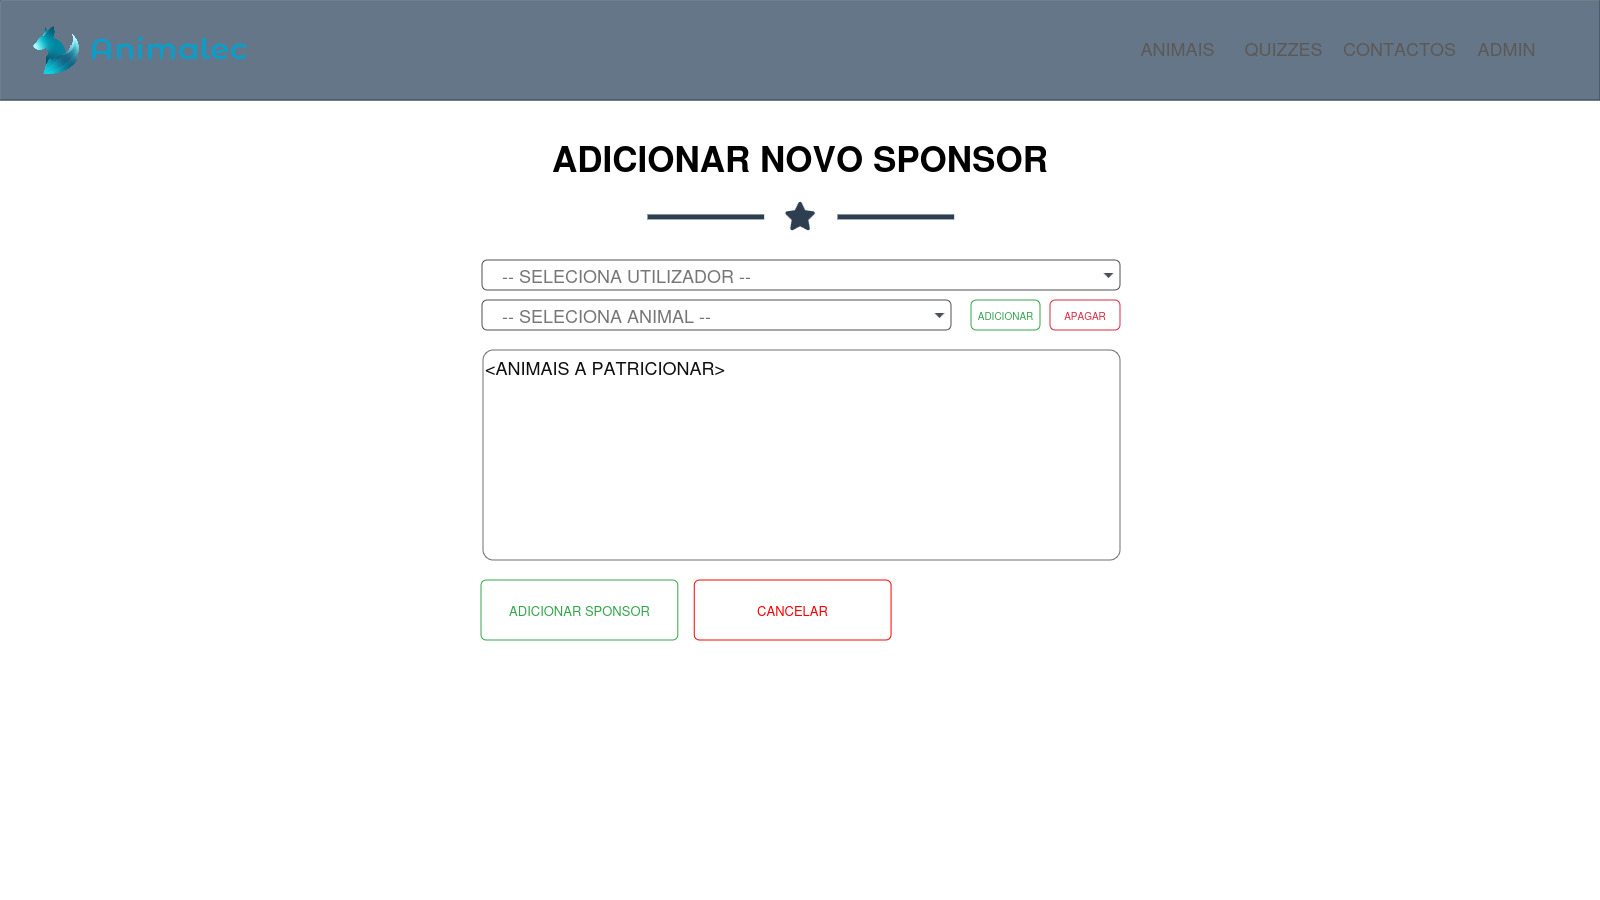 Animalec
ANIMAIS QUIZZES CONTACTOS ADMIN
ADICIONAR NOVO SPONSOR
-- SELECIONA UTILIZADOR --
-- SELECIONA ANIMAL -- ADICIONAR APAGAR
<ANIMAIS A PATRICIONAR>
ADICIONAR SPONSOR CANCELAR